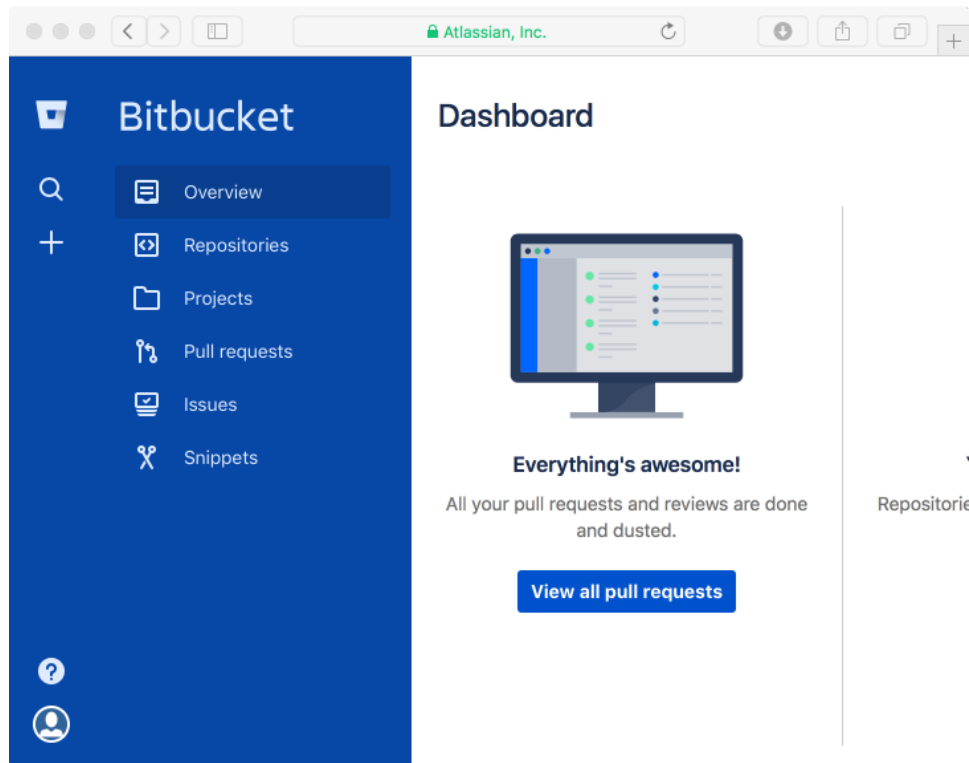 Atlassian, Inc.
Bitbucket
Overview
Repositories
Projects
Pull requests
Issues
Snippets
Dashboard
Everything's awesome!
All your pull requests and reviews are done
and dusted.
View all pull requests